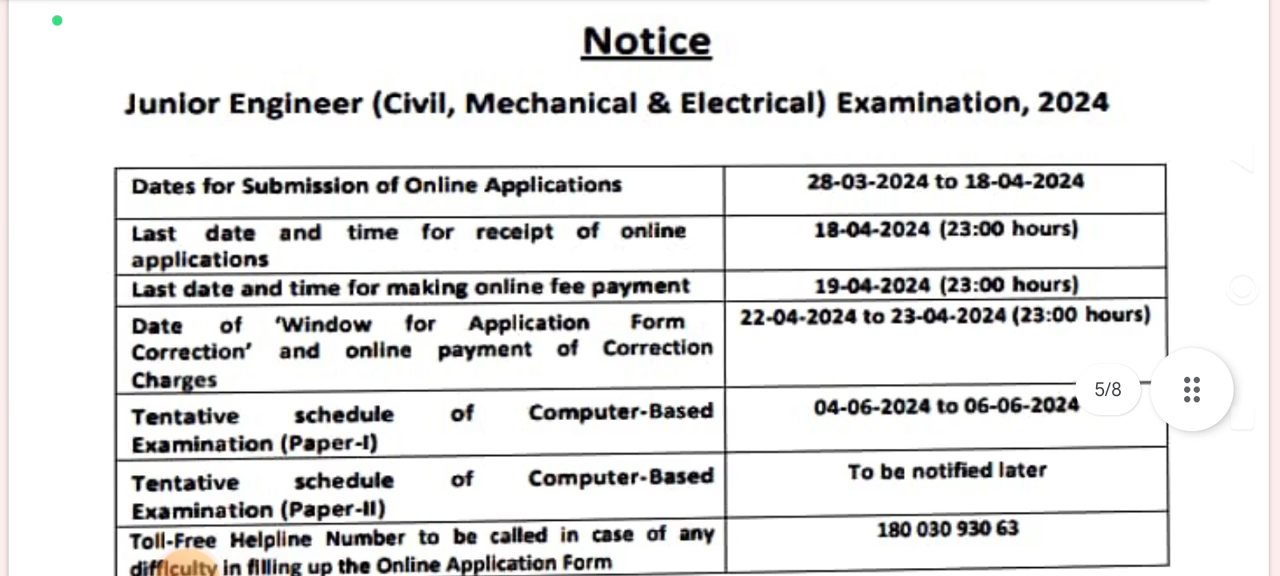 Notice
Junior Engineer (Civil, Mechanical & Electrical) Examination, 2024
Dates for Submission of Online Applications
28-03-2024 to 18-04-2024
Last date and time for receipt of online
applications
18-04-2024 (23:00 hours)
Last date and time for making online fee payment
19-04-2024 (23:00 hours)
Date of ‘Window for Application Form
Correction’ and online payment of Correction
Charges
22-04-2024 to 23-04-2024 (23:00 hours)
Tentative schedule of Computer-Based
Examination (Paper-I)
04-06-2024 to 06-06-2024
5/8
Tentative schedule of Computer-Based
Examination (Paper-II)
To be notified later
Toll-Free Helpline Number to be called in case of any
difficulty in filling up the Online Application Form
180 030 930 63